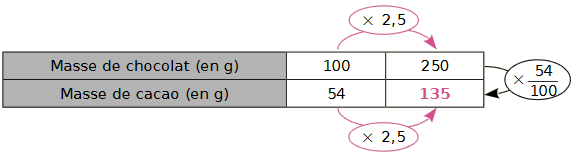 × 2,5
Masse de chocolat (en g) 100 250
Masse de cacao (en g) 54 135
× 54/100
× 2,5